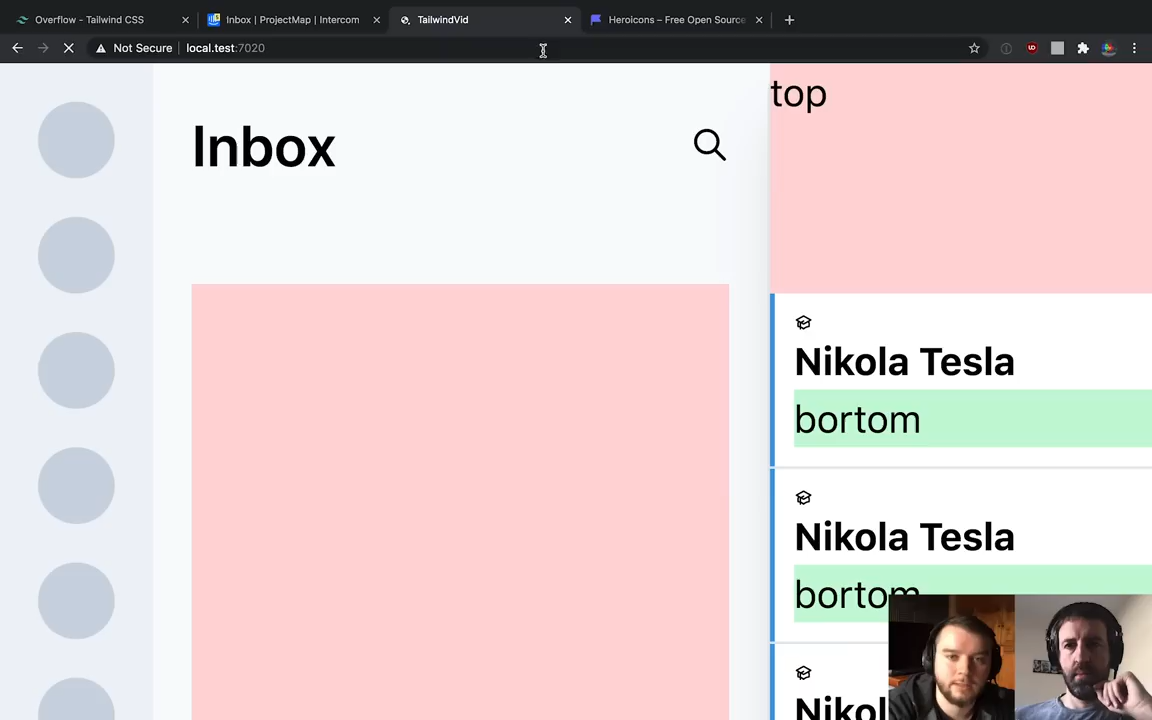 Overflow - Tailwind CSS
Inbox | ProjectMap | Intercom
TailwindVid
Heroicons – Free Open Source
Not Secure
local.test:7020
Inbox
top
Nikola Tesla
bortom
Nikola Tesla
bortom
Nikol